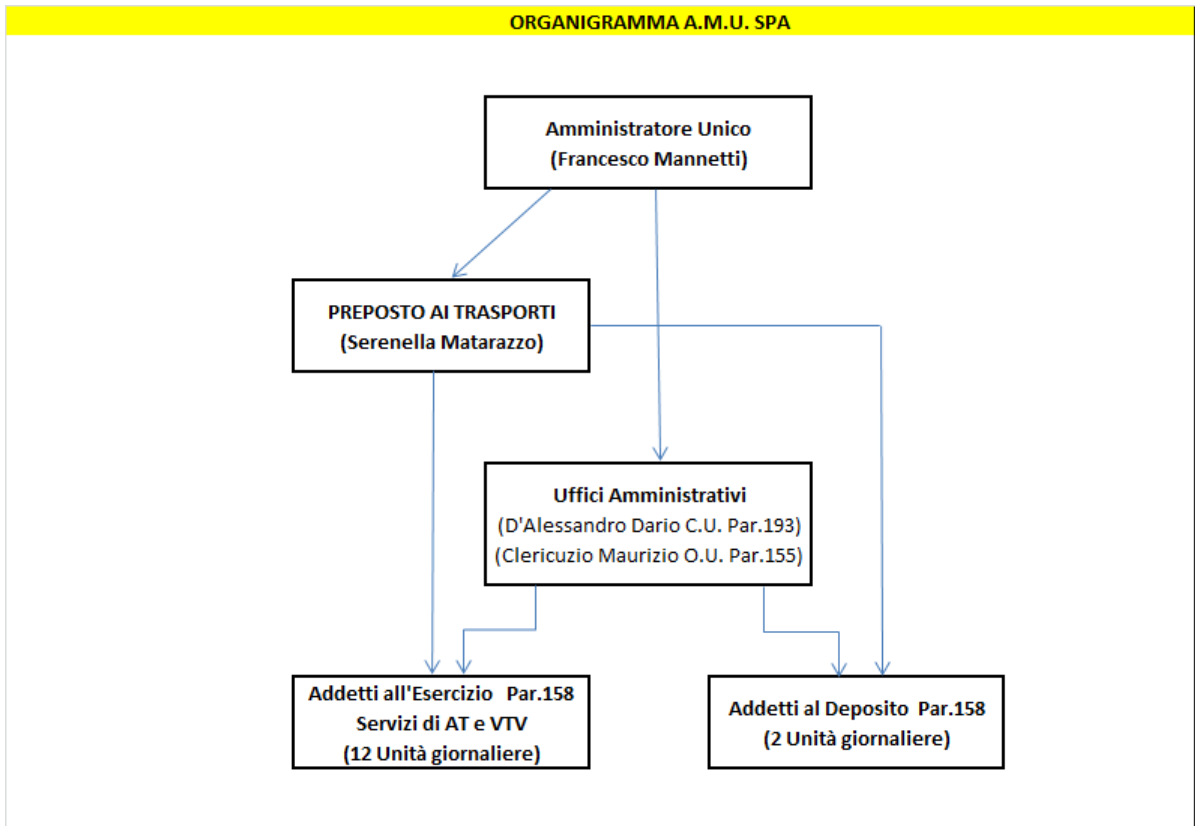 ORGANIGRAMMA A.M.U. SPA
Amministratore Unico
(Francesco Mannetti)
PREPOSTO AI TRASPORTI
(Serenella Matarazzo)
Uffici Amministrativi
(D'Alessandro Dario C.U. Par.193)
(Clericuzio Maurizio O.U. Par.155)
Addetti all'Esercizio Par.158
Servizi di AT e VTV
(12 Unità giornaliere)
Addetti al Deposito Par.158
(2 Unità giornaliere)